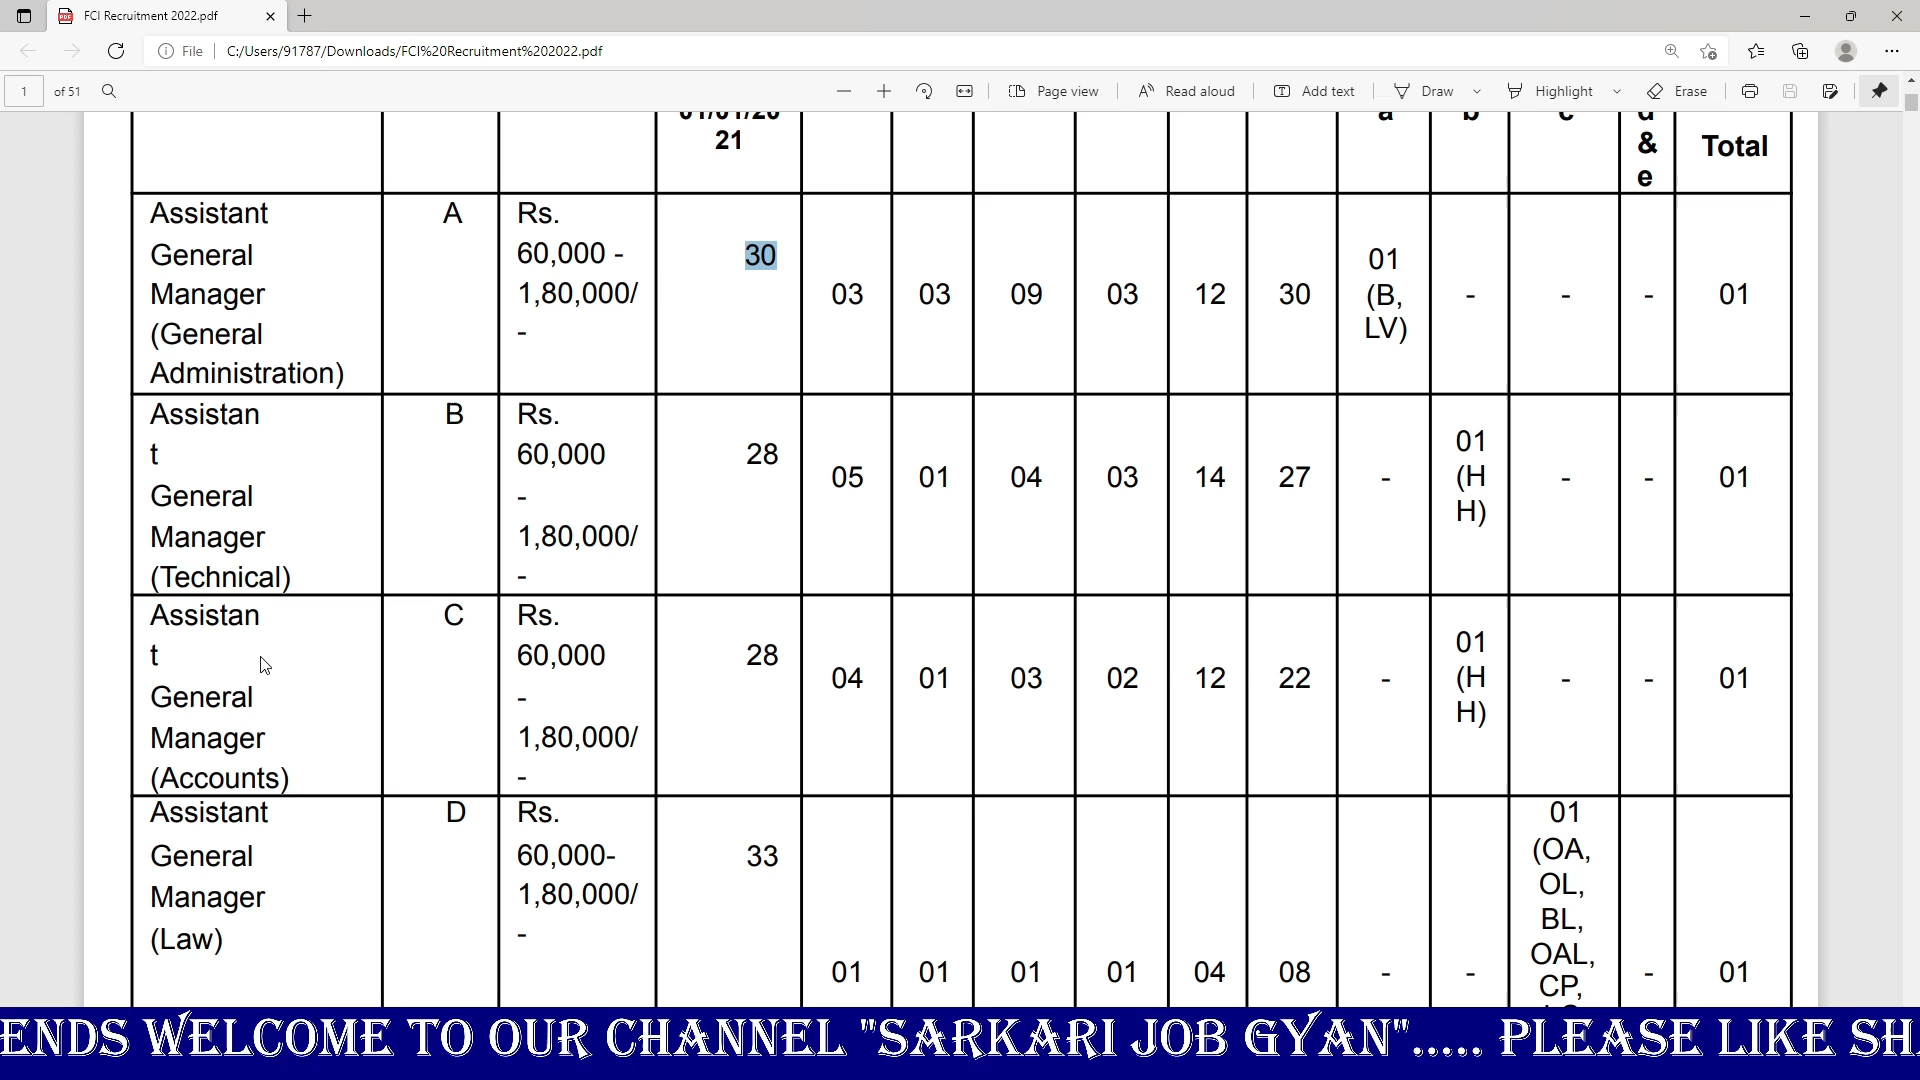 FCI Recruitment 2022.pdf
File
C:/Users/91787/Downloads/FCI%20Recruitment%202022.pdf
1 of 51
Page view
Read aloud
Add text
Draw
Highlight
Erase
01/01/20
21
a b c d
&
e
Total
Assistant
General
Manager
(General
Administration)
A
Rs.
60,000 -
1,80,000/
-
30
03 03 09 03 12 30
01
(B,
LV)
- - - 01
Assistan
t
General
Manager
(Technical)
B
Rs.
60,000
-
1,80,000/
-
28
05 01 04 03 14 27 -
01
(H
H)
- - 01
Assistan
t
General
Manager
(Accounts)
C
Rs.
60,000
-
1,80,000/
-
28
04 01 03 02 12 22 -
01
(H
H)
- - 01
Assistant
General
Manager
(Law)
D
Rs.
60,000-
1,80,000/
-
33
01 01 01 01 04 08 - -
01
(OA,
OL,
BL,
OAL,
CP,
- 01
ENDS WELCOME TO OUR CHANNEL "SARKARI JOB GYAN"..... PLEASE LIKE SH